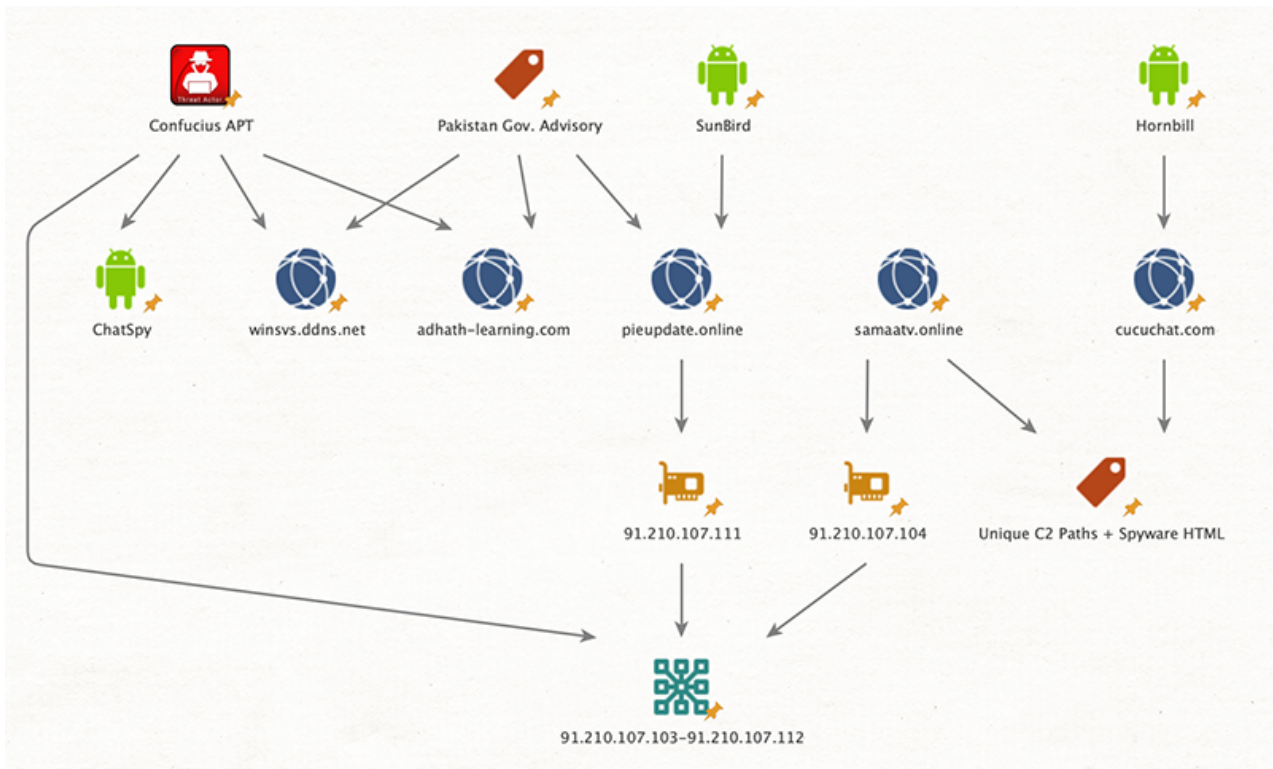 Threat Actor
Confucius APT
Pakistan Gov. Advisory
SunBird
Hornbill
ChatSpy
winsvs.ddns.net
adhath-learning.com
pieupdate.online
samaatv.online
cucuchat.com
91.210.107.111
91.210.107.104
Unique C2 Paths + Spyware HTML
91.210.107.103-91.210.107.112